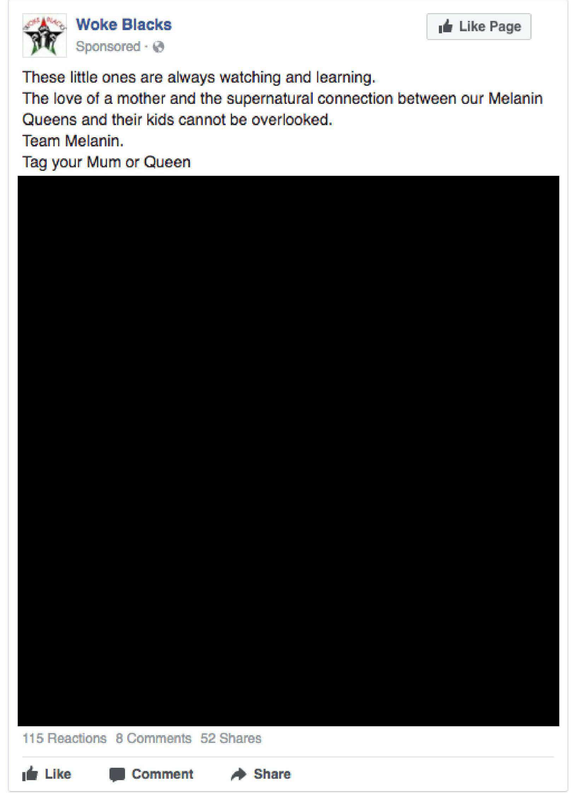 WOKE BLACKS
Woke Blacks
Like Page
Sponsored ·
These little ones are always watching and learning.
The love of a mother and the supernatural connection between our Melanin
Queens and their kids cannot be overlooked.
Team Melanin.
Tag your Mum or Queen
115 Reactions 8 Comments 52 Shares
Like Comment Share